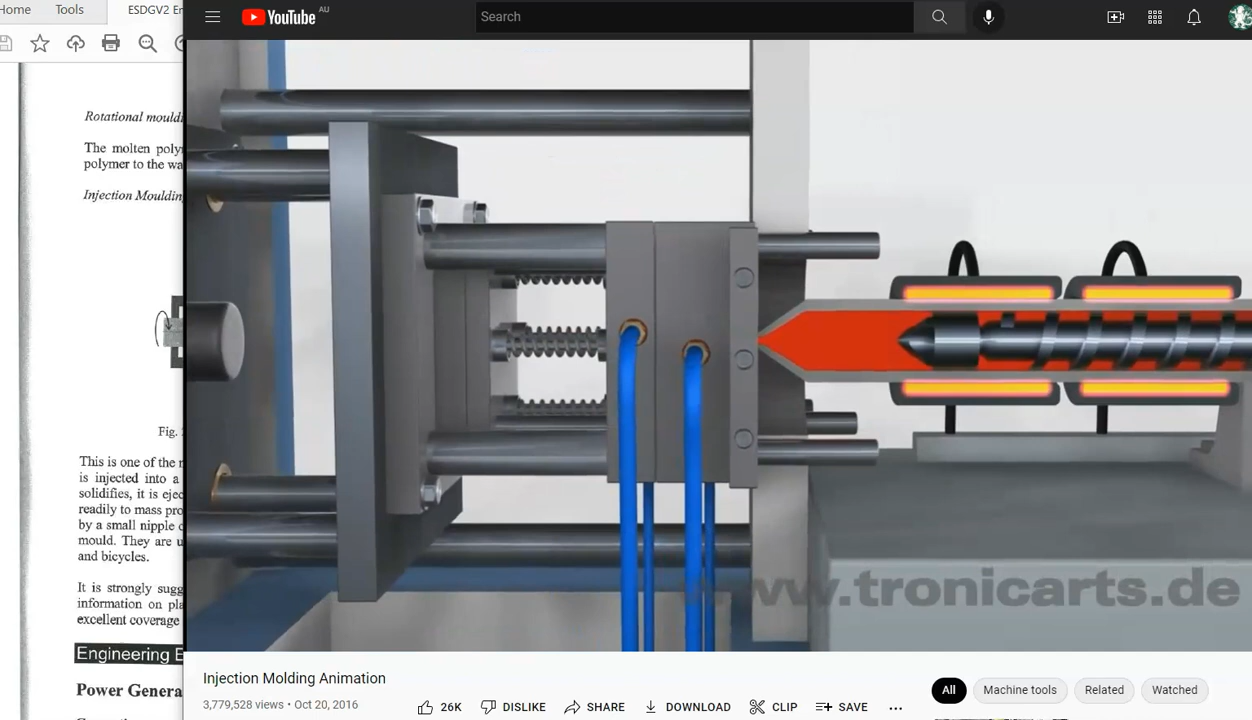 Home
Tools
ESDGV2 En
YouTube AU
Search
Rotational mouldi
The molten poly
polymer to the wa
Injection Moulding
Fig.
This is one of the
is injected into a
solidifies, it is ejec
readily to mass pro
by a small nipple
mould. They are u
and bicycles.
It is strongly sugg
information on pla
excellent coverage
Engineering E
Power Genera
www.tronicarts.de
Injection Molding Animation
3,779,528 views • Oct 20, 2016
26K
DISLIKE
SHARE
DOWNLOAD
CLIP
SAVE
...
All
Machine tools
Related
Watched